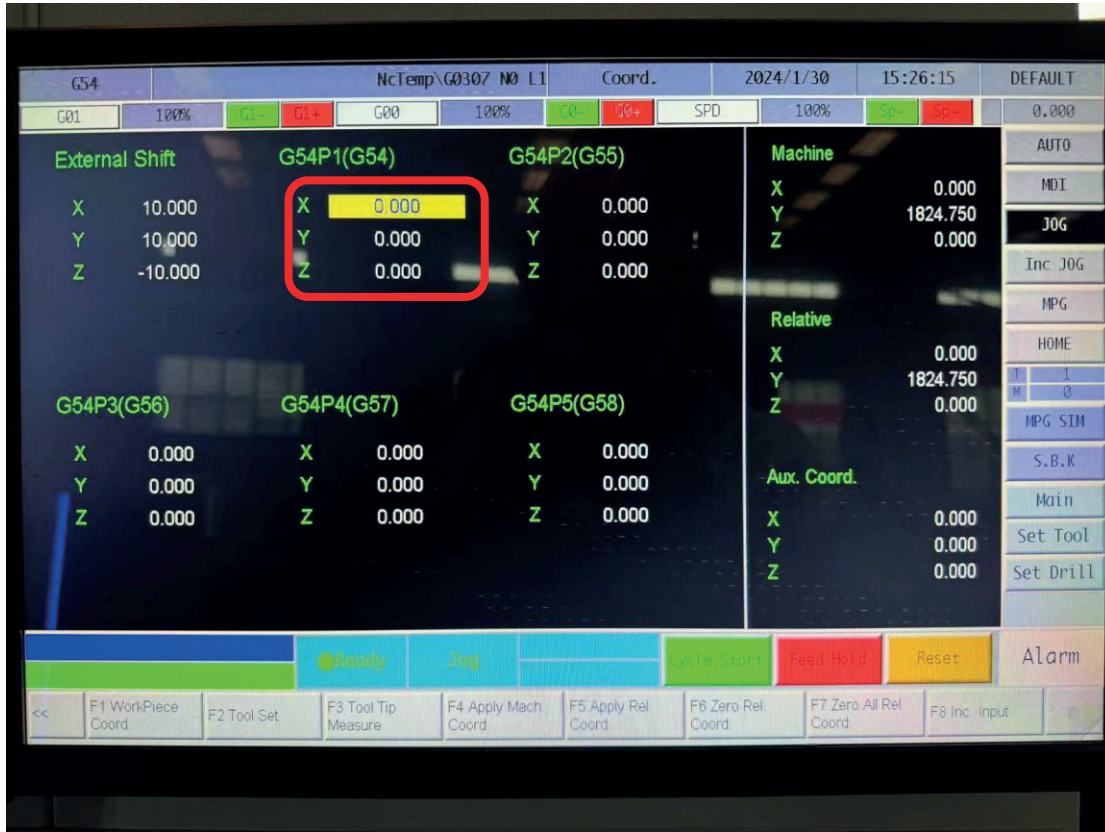 G54 NcTemp\G0307 N0 L1 Coord. 2024/1/30 15:26:15 DEFAULT
G01 100% G1- G1+ G00 100% G0- G0+ SPD 100% Sp- Sp+ 0.000
External Shift
X 10.000
Y 10.000
Z -10.000
G54P1(G54)
X 0.000
Y 0.000
Z 0.000
G54P2(G55)
X 0.000
Y 0.000
Z 0.000
G54P3(G56)
X 0.000
Y 0.000
Z 0.000
G54P4(G57)
X 0.000
Y 0.000
Z 0.000
G54P5(G58)
X 0.000
Y 0.000
Z 0.000
Machine
X 0.000
Y 1824.750
Z 0.000
Relative
X 0.000
Y 1824.750
Z 0.000
Aux. Coord.
X 0.000
Y 0.000
Z 0.000
AUTO
MDI
JOG
Inc JOG
MPG
HOME
T 1
M 0
MPG SIM
S.B.K
Main
Set Tool
Set Drill
Ready Jog Cycle Start Feed Hold Reset Alarm
<<
F1 WorkPiece
Coord.
F2 Tool Set
F3 Tool Tip
Measure
F4 Apply Mach.
Coord.
F5 Apply Rel.
Coord.
F6 Zero Rel.
Coord.
F7 Zero All Rel.
Coord.
F8 Inc. Input